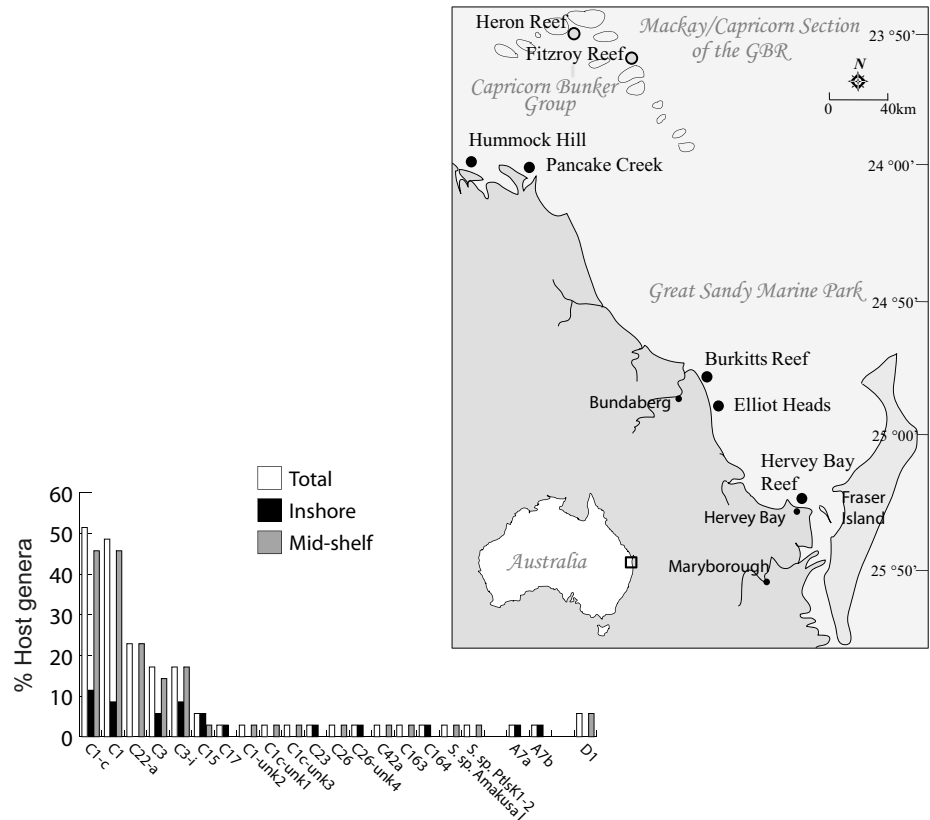 Heron Reef
Mackay/Capricorn Section
of the GBR
23 °50'
Fitzroy Reef
N
Capricorn Bunker
Group
0 40km
Hummock Hill
Pancake Creek
24 °00'
Great Sandy Marine Park
24 °50'
Burkitts Reef
Bundaberg
Elliot Heads
25 °00'
Hervey Bay
Reef
Fraser
Island
Hervey Bay
Australia
Maryborough
25 °50'
Total
Inshore
Mid-shelf
% Host genera
60
50
40
30
20
10
0
C1-c
C1
C22-a
C3
C3-i
C15
C17
C1-unk2
C1c-unk1
C1c-unk3
C23
C26
C26-unk4
C42a
C163
C164
S. sp. Amakusa I
S. sp. PtIsK1-2
A7a
A7b
D1